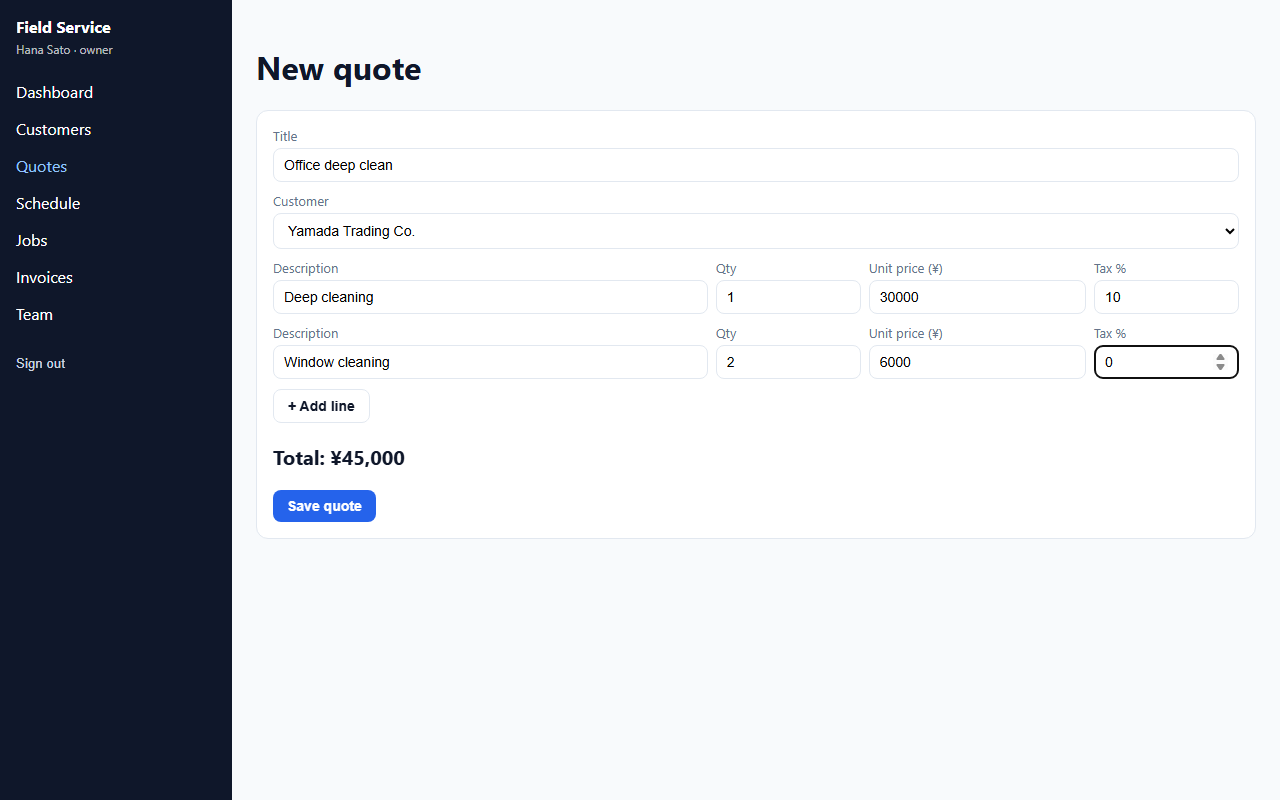 Field Service
Hana Sato · owner
Dashboard
Customers
Quotes
Schedule
Jobs
Invoices
Team
Sign out
New quote
Title
Office deep clean
Customer
Yamada Trading Co.
Description Qty Unit price (¥) Tax %
Deep cleaning 1 30000 10
Description Qty Unit price (¥) Tax %
Window cleaning 2 6000 0
+ Add line
Total: ¥45,000
Save quote